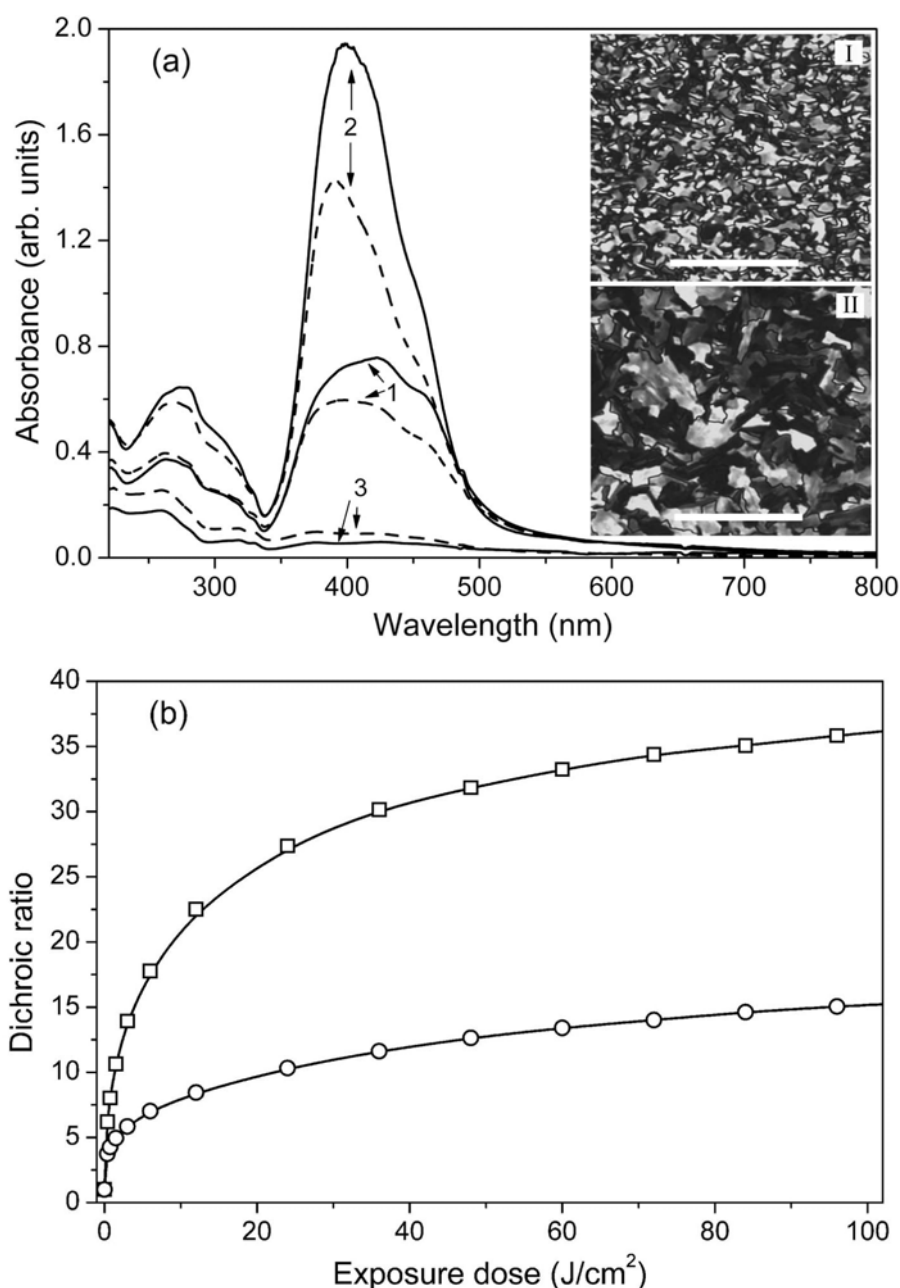 (a)
I
II
2
1
3
2.0
1.6
1.2
0.8
0.4
0.0
Absorbance (arb. units)
300 400 500 600 700 800
Wavelength (nm)
(b)
40
35
30
25
20
15
10
5
0
Dichroic ratio
0 20 40 60 80 100
Exposure dose (J/cm²)